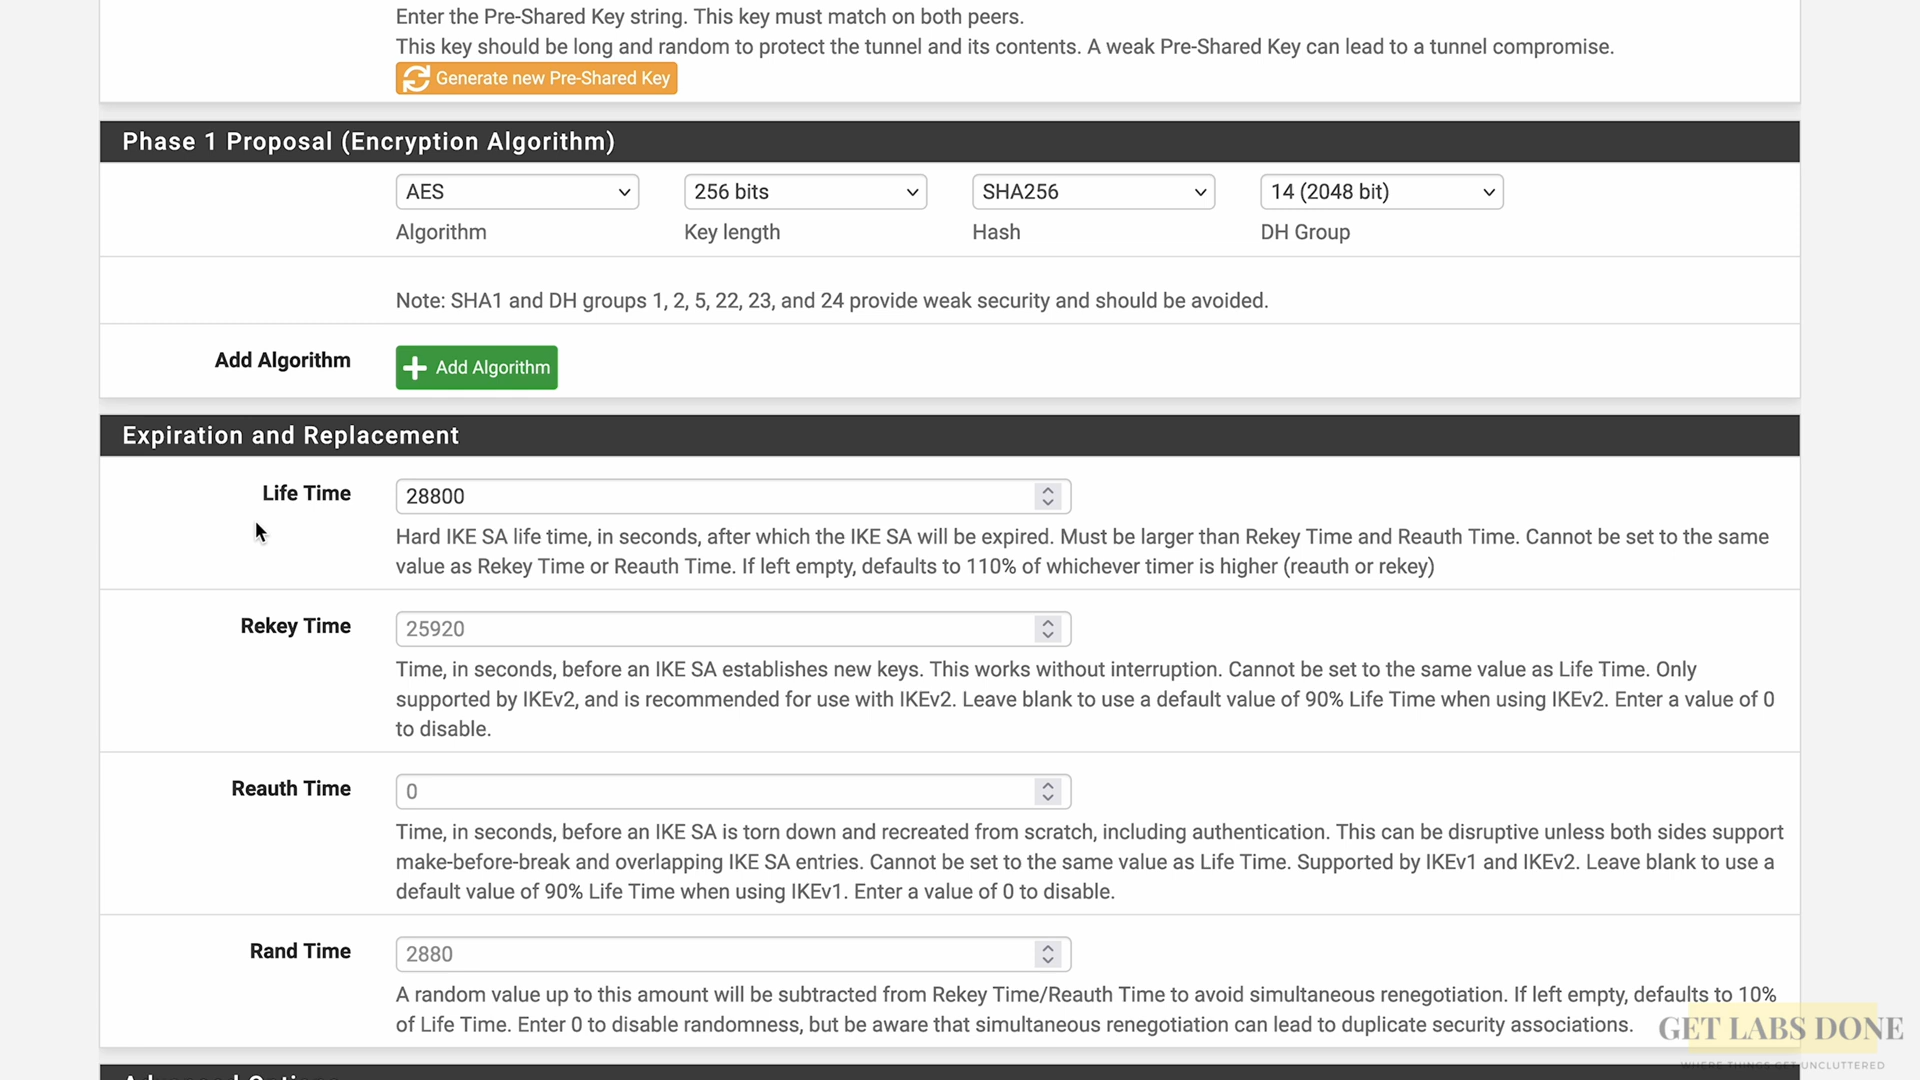 Enter the Pre-Shared Key string. This key must match on both peers.
This key should be long and random to protect the tunnel and its contents. A weak Pre-Shared Key can lead to a tunnel compromise.
Generate new Pre-Shared Key
Phase 1 Proposal (Encryption Algorithm)
AES 256 bits SHA256 14 (2048 bit)
Algorithm Key length Hash DH Group
Note: SHA1 and DH groups 1, 2, 5, 22, 23, and 24 provide weak security and should be avoided.
Add Algorithm Add Algorithm
Expiration and Replacement
Life Time 28800
Hard IKE SA life time, in seconds, after which the IKE SA will be expired. Must be larger than Rekey Time and Reauth Time. Cannot be set to the same
value as Rekey Time or Reauth Time. If left empty, defaults to 110% of whichever timer is higher (reauth or rekey)
Rekey Time 25920
Time, in seconds, before an IKE SA establishes new keys. This works without interruption. Cannot be set to the same value as Life Time. Only
supported by IKEv2, and is recommended for use with IKEv2. Leave blank to use a default value of 90% Life Time when using IKEv2. Enter a value of 0
to disable.
Reauth Time 0
Time, in seconds, before an IKE SA is torn down and recreated from scratch, including authentication. This can be disruptive unless both sides support
make-before-break and overlapping IKE SA entries. Cannot be set to the same value as Life Time. Supported by IKEv1 and IKEv2. Leave blank to use a
default value of 90% Life Time when using IKEv1. Enter a value of 0 to disable.
Rand Time 2880
A random value up to this amount will be subtracted from Rekey Time/Reauth Time to avoid simultaneous renegotiation. If left empty, defaults to 10%
of Life Time. Enter 0 to disable randomness, but be aware that simultaneous renegotiation can lead to duplicate security associations.
GET LABS DONE
WHERE THINGS GET UNCLUTTERED
Advanced Options